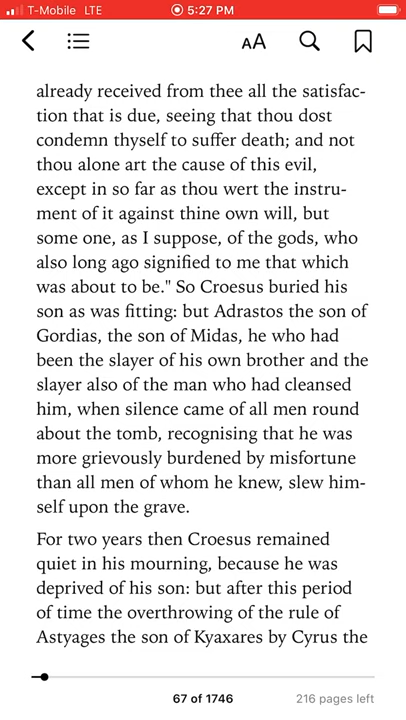 T-Mobile LTE 5:27 PM
AA
already received from thee all the satisfac-
tion that is due, seeing that thou dost
condemn thyself to suffer death; and not
thou alone art the cause of this evil,
except in so far as thou wert the instru-
ment of it against thine own will, but
some one, as I suppose, of the gods, who
also long ago signified to me that which
was about to be." So Croesus buried his
son as was fitting: but Adrastos the son of
Gordias, the son of Midas, he who had
been the slayer of his own brother and the
slayer also of the man who had cleansed
him, when silence came of all men round
about the tomb, recognising that he was
more grievously burdened by misfortune
than all men of whom he knew, slew him-
self upon the grave.
For two years then Croesus remained
quiet in his mourning, because he was
deprived of his son: but after this period
of time the overthrowing of the rule of
Astyages the son of Kyaxares by Cyrus the
67 of 1746 216 pages left